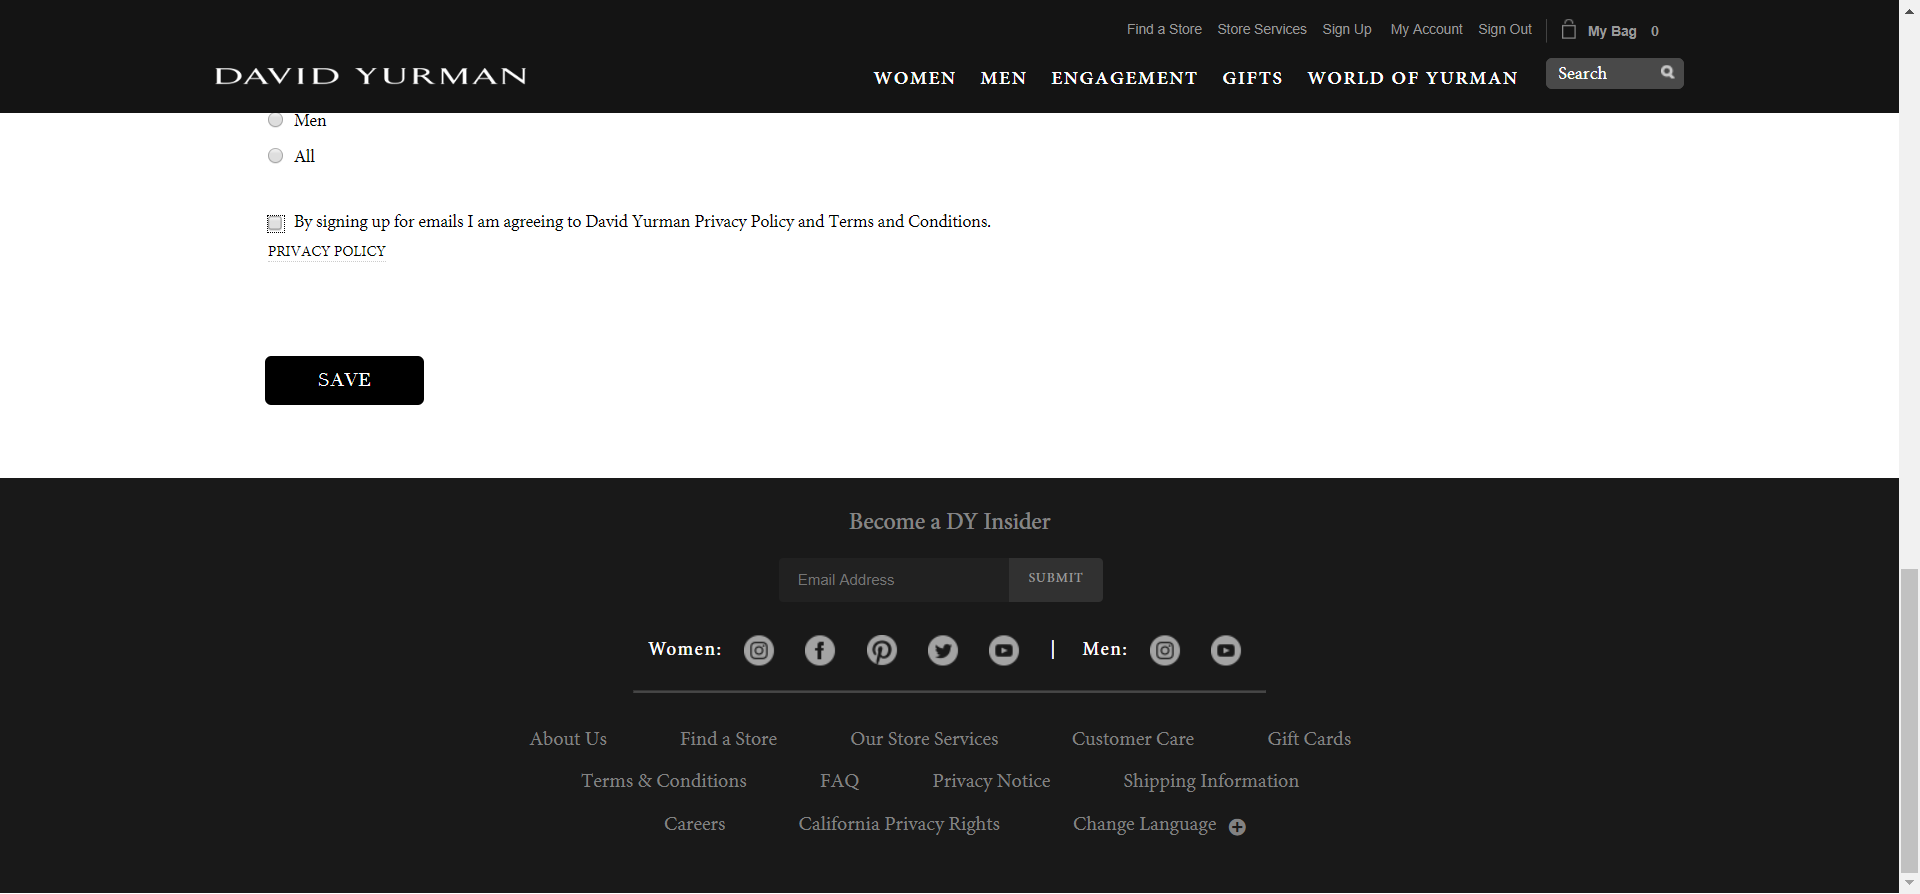 Find a Store Store Services Sign Up My Account Sign Out My Bag 0
DAVID YURMAN
WOMEN MEN ENGAGEMENT GIFTS WORLD OF YURMAN Search
Men
All
By signing up for emails I am agreeing to David Yurman Privacy Policy and Terms and Conditions.
PRIVACY POLICY
SAVE
Become a DY Insider
Email Address SUBMIT
Women: | Men:
About Us Find a Store Our Store Services Customer Care Gift Cards
Terms & Conditions FAQ Privacy Notice Shipping Information
Careers California Privacy Rights Change Language